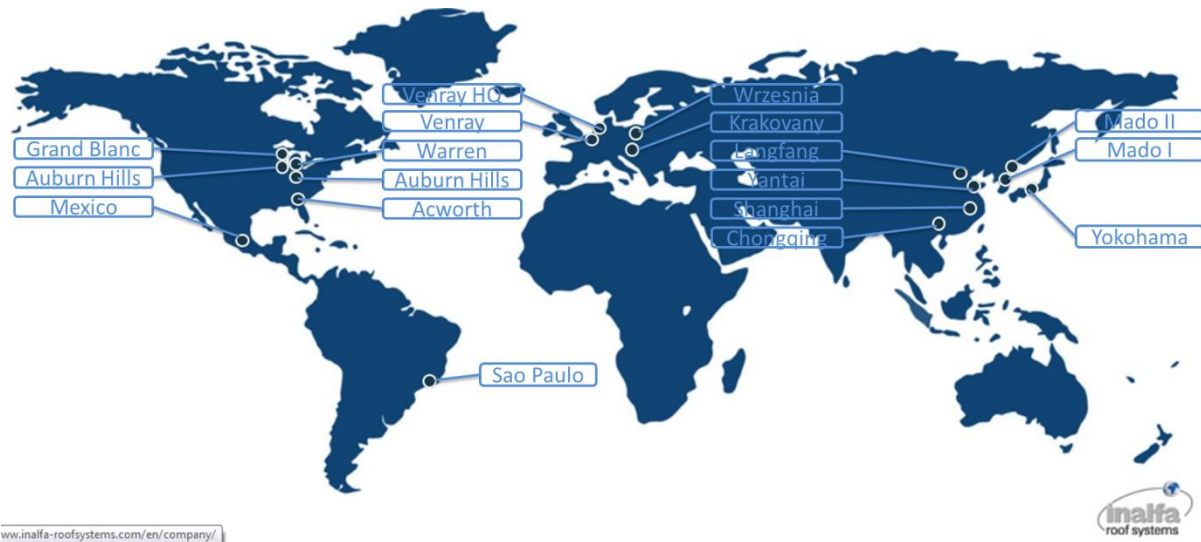 Venray HQ
Wrzesnia
Venray
Krakovany
Mado II
Grand Blanc
Warren
Langfang
Mado I
Auburn Hills
Auburn Hills
Yantai
Mexico
Acworth
Shanghai
Chongqing
Yokohama
Sao Paulo
inalfa
roof systems
ww.inalfa-roofsystems.com/en/company/